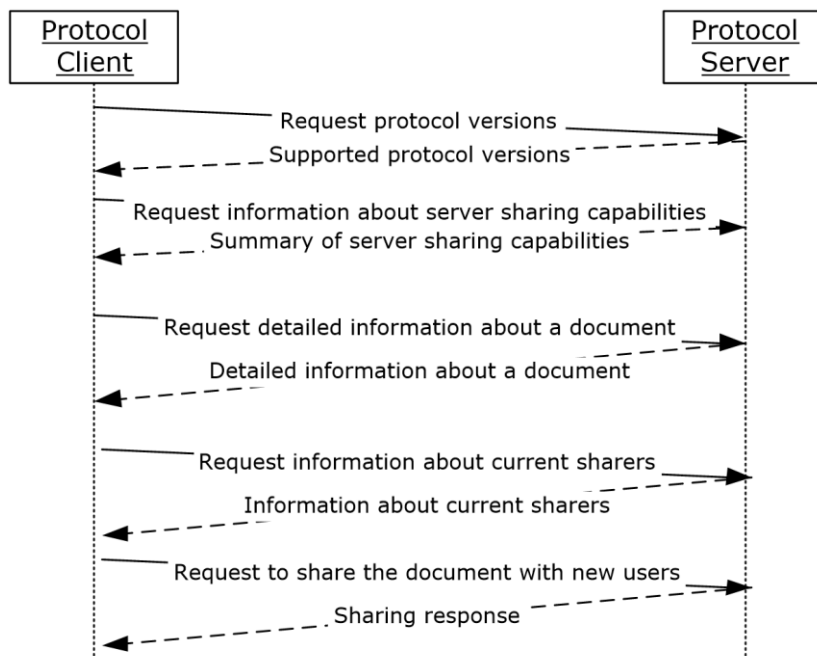 Protocol
Client
Protocol
Server
Request protocol versions
Supported protocol versions
Request information about server sharing capabilities
Summary of server sharing capabilities
Request detailed information about a document
Detailed information about a document
Request information about current sharers
Information about current sharers
Request to share the document with new users
Sharing response